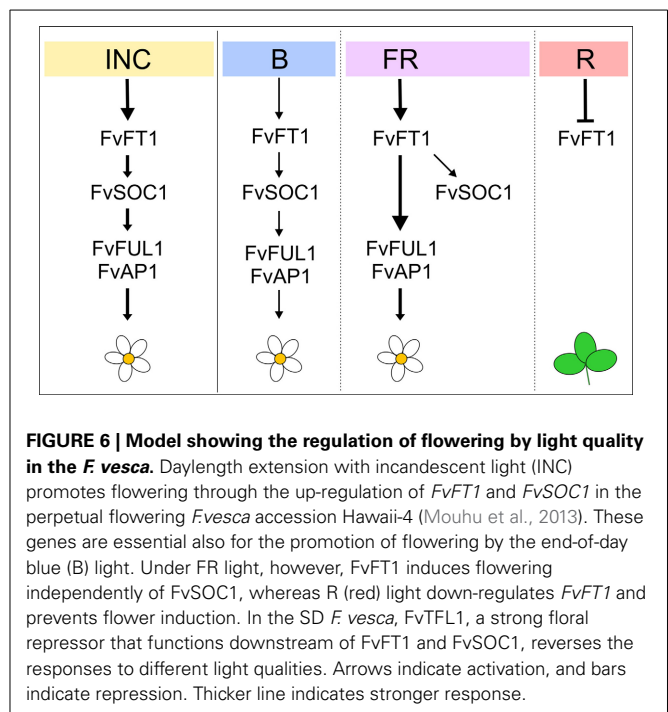 INC B FR R
FvFT1 FvFT1 FvFT1 FvFT1
FvSOC1 FvSOC1 FvSOC1
FvFUL1 FvFUL1 FvFUL1
FvAP1 FvAP1 FvAP1
FIGURE 6 | Model showing the regulation of flowering by light quality
in the F. vesca. Daylength extension with incandescent light (INC)
promotes flowering through the up-regulation of FvFT1 and FvSOC1 in the
perpetual flowering F.vesca accession Hawaii-4 (Mouhu et al., 2013). These
genes are essential also for the promotion of flowering by the end-of-day
blue (B) light. Under FR light, however, FvFT1 induces flowering
independently of FvSOC1, whereas R (red) light down-regulates FvFT1 and
prevents flower induction. In the SD F. vesca, FvTFL1, a strong floral
repressor that functions downstream of FvFT1 and FvSOC1, reverses the
responses to different light qualities. Arrows indicate activation, and bars
indicate repression. Thicker line indicates stronger response.